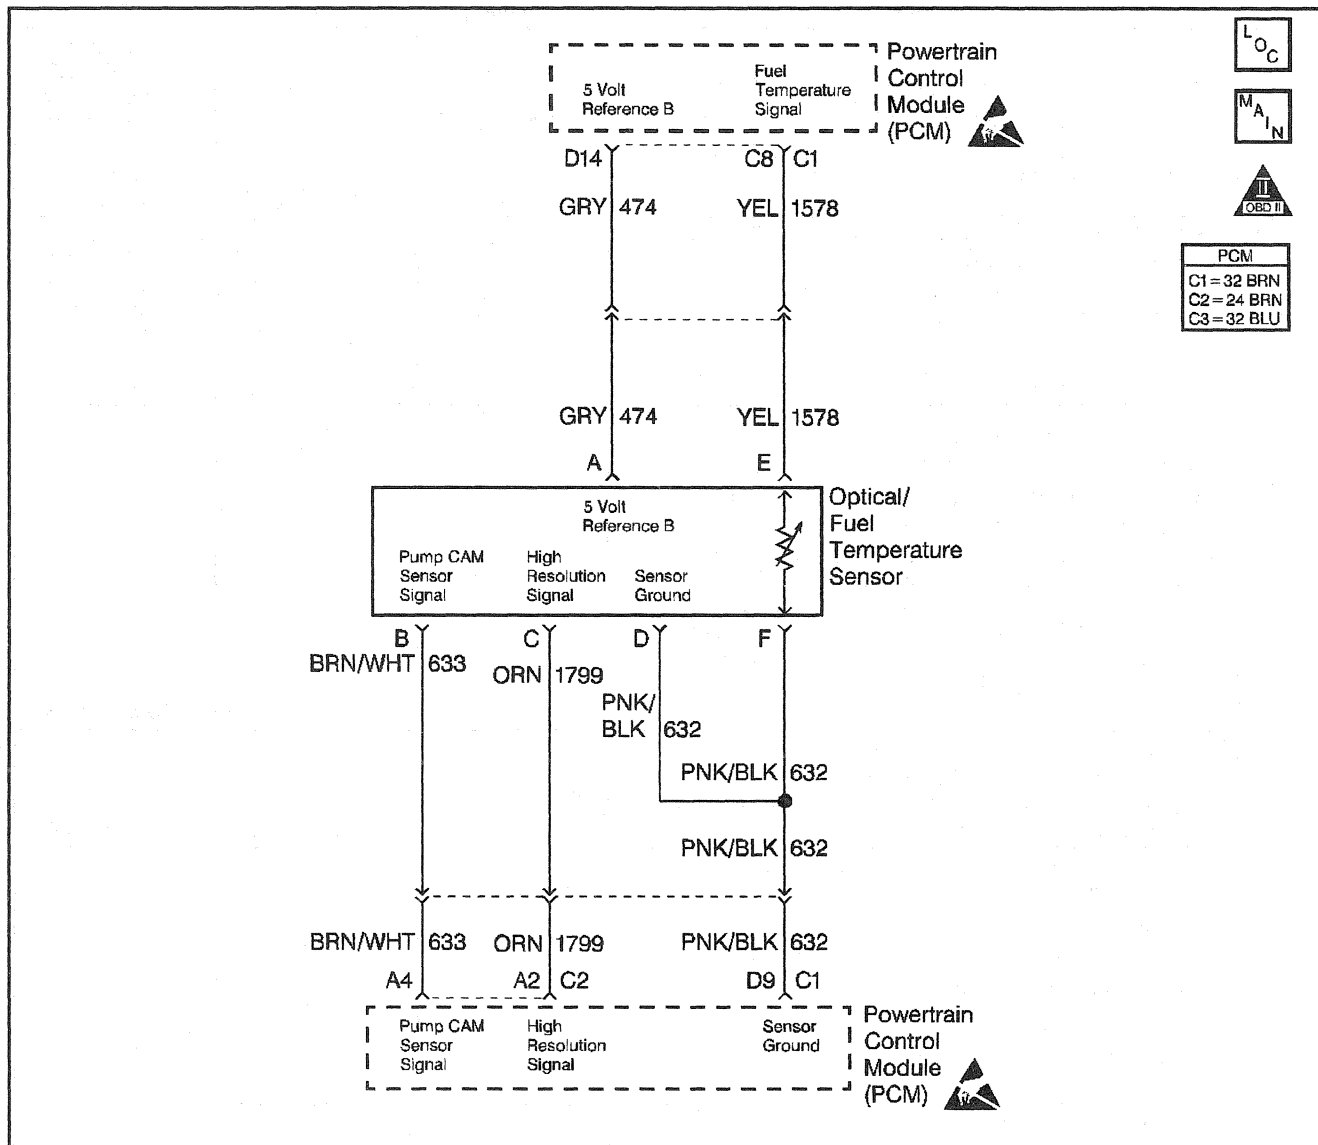 Powertrain
Control
Module
(PCM)
5 Volt
Reference B
Fuel
Temperature
Signal
LOC
MAIN
II
OBD II
PCM
C1=32 BRN
C2=24 BRN
C3=32 BLU
D14 C8 C1
GRY 474 YEL 1578
GRY 474 YEL 1578
A E
Optical/
Fuel
Temperature
Sensor
5 Volt
Reference B
Pump CAM
Sensor
Signal
High
Resolution
Signal
Sensor
Ground
B C D F
BRN/WHT 633
ORN 1799
PNK/
BLK 632
PNK/BLK 632
PNK/BLK 632
BRN/WHT 633 ORN 1799 PNK/BLK 632
A4 A2 C2 D9 C1
Pump CAM
Sensor
Signal
High
Resolution
Signal
Sensor
Ground
Powertrain
Control
Module
(PCM)